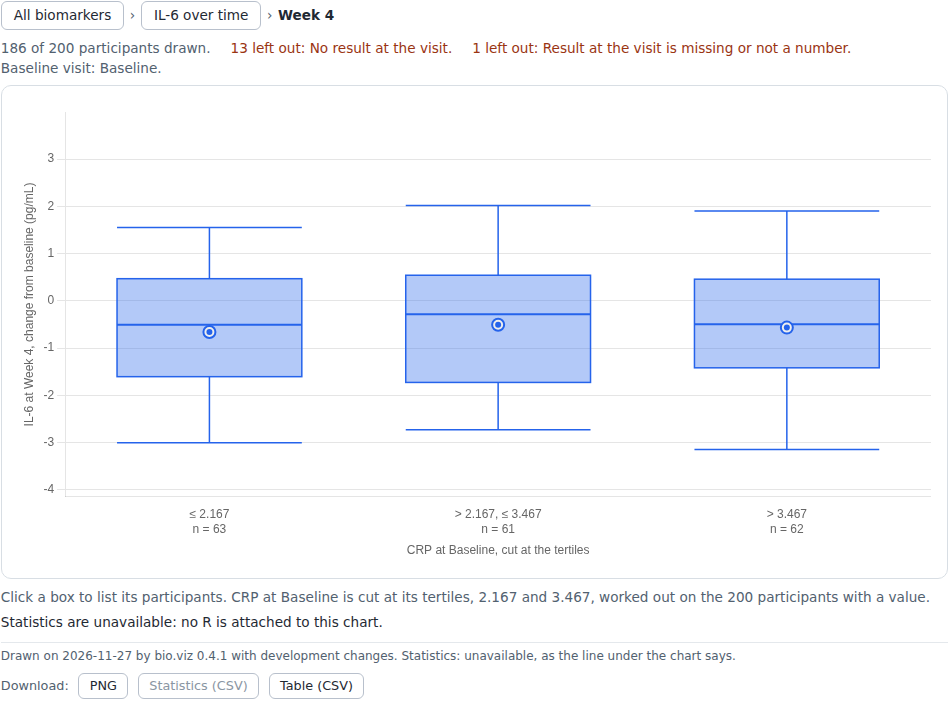 All biomarkers › IL-6 over time › Week 4
186 of 200 participants drawn. 13 left out: No result at the visit. 1 left out: Result at the visit is missing or not a number.
Baseline visit: Baseline.
IL-6 at Week 4, change from baseline (pg/mL)
3
2
1
0
-1
-2
-3
-4
≤ 2.167 > 2.167, ≤ 3.467 > 3.467
n = 63 n = 61 n = 62
CRP at Baseline, cut at the tertiles
Click a box to list its participants. CRP at Baseline is cut at its tertiles, 2.167 and 3.467, worked out on the 200 participants with a value.
Statistics are unavailable: no R is attached to this chart.
Drawn on 2026-11-27 by bio.viz 0.4.1 with development changes. Statistics: unavailable, as the line under the chart says.
Download: PNG Statistics (CSV) Table (CSV)